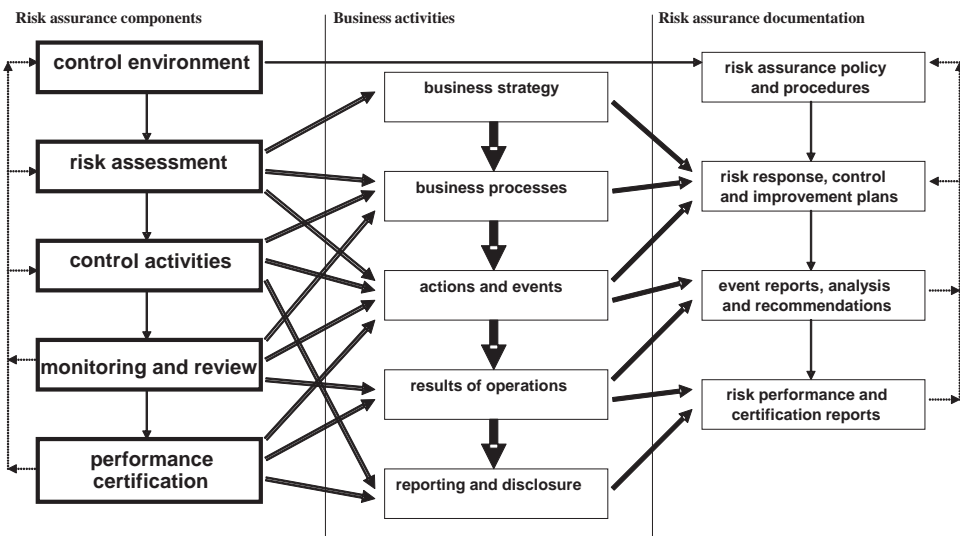 Risk assurance components
Business activities
Risk assurance documentation
control environment
risk assessment
control activities
monitoring and review
performance
certification
business strategy
business processes
actions and events
results of operations
reporting and disclosure
risk assurance policy
and procedures
risk response, control
and improvement plans
event reports, analysis
and recommendations
risk performance and
certification reports